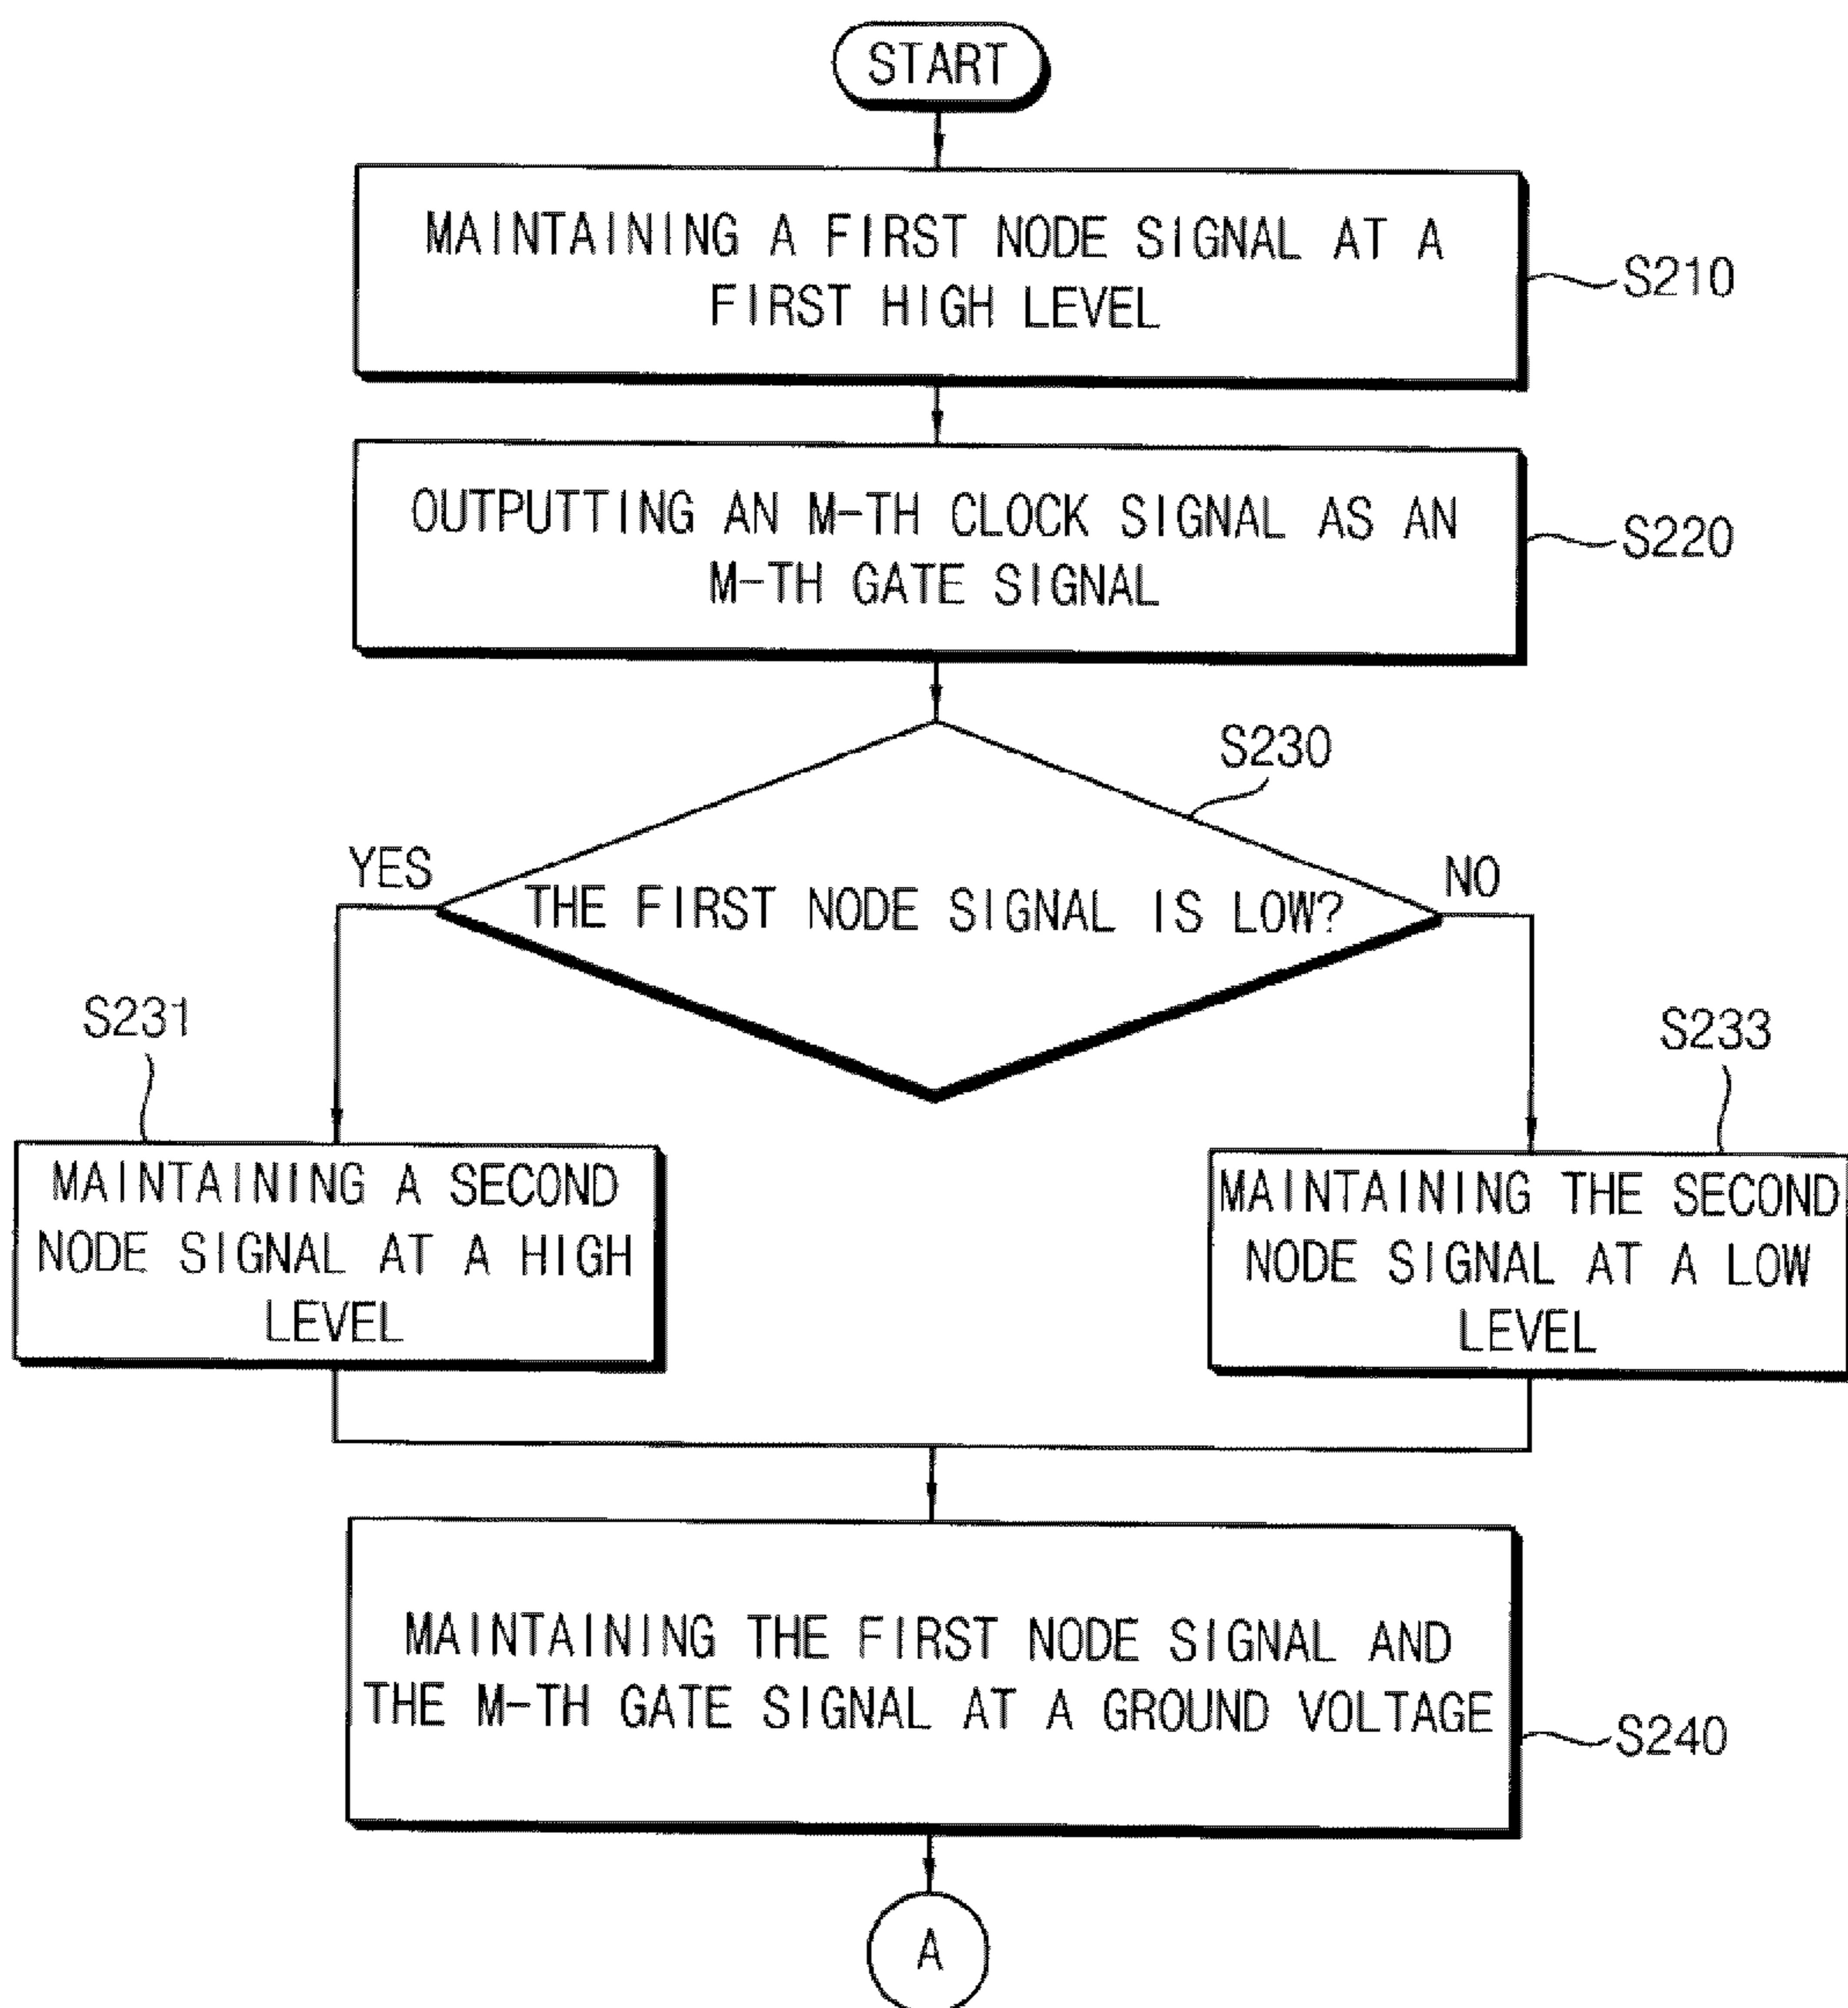 START
MAINTAINING A FIRST NODE SIGNAL AT A
FIRST HIGH LEVEL
S210
OUTPUTTING AN M-TH CLOCK SIGNAL AS AN
M-TH GATE SIGNAL
S220
S230
YES
THE FIRST NODE SIGNAL IS LOW?
NO
S231
S233
MAINTAINING A SECOND
NODE SIGNAL AT A HIGH
LEVEL
MAINTAINING THE SECOND
NODE SIGNAL AT A LOW
LEVEL
MAINTAINING THE FIRST NODE SIGNAL AND
THE M-TH GATE SIGNAL AT A GROUND VOLTAGE
S240
A